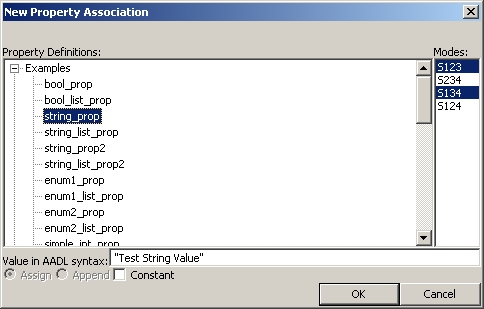 New Property Association
Property Definitions:
Modes:
Examples
bool_prop
bool_list_prop
string_prop
string_list_prop
string_prop2
string_list_prop2
enum1_prop
enum1_list_prop
enum2_prop
enum2_list_prop
simple_int_prop
S123
S234
S134
S124
Value in AADL syntax: "Test String Value"
Assign Append Constant
OK Cancel